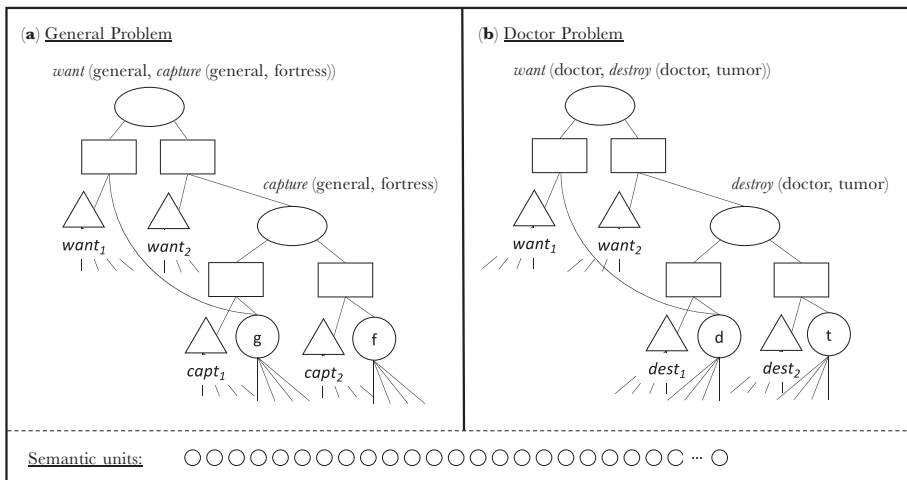 (a) General Problem
want (general, capture (general, fortress))
capture (general, fortress)
want₁
want₂
g
f
capt₁
capt₂
(b) Doctor Problem
want (doctor, destroy (doctor, tumor))
destroy (doctor, tumor)
want₁
want₂
d
t
dest₁
dest₂
Semantic units:
...